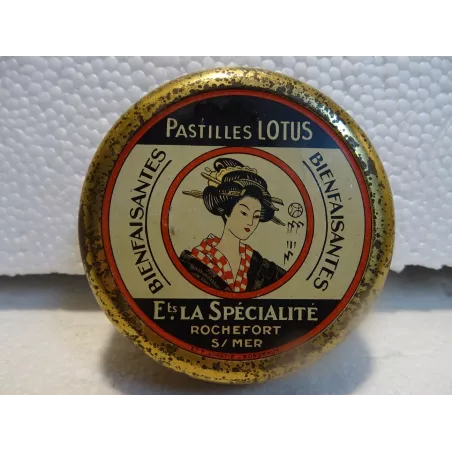 PASTILLES LOTUS
BIENFAISANTES
BIENFAISANTES
Ets LA SPÉCIALITÉ
ROCHEFORT
S/MER